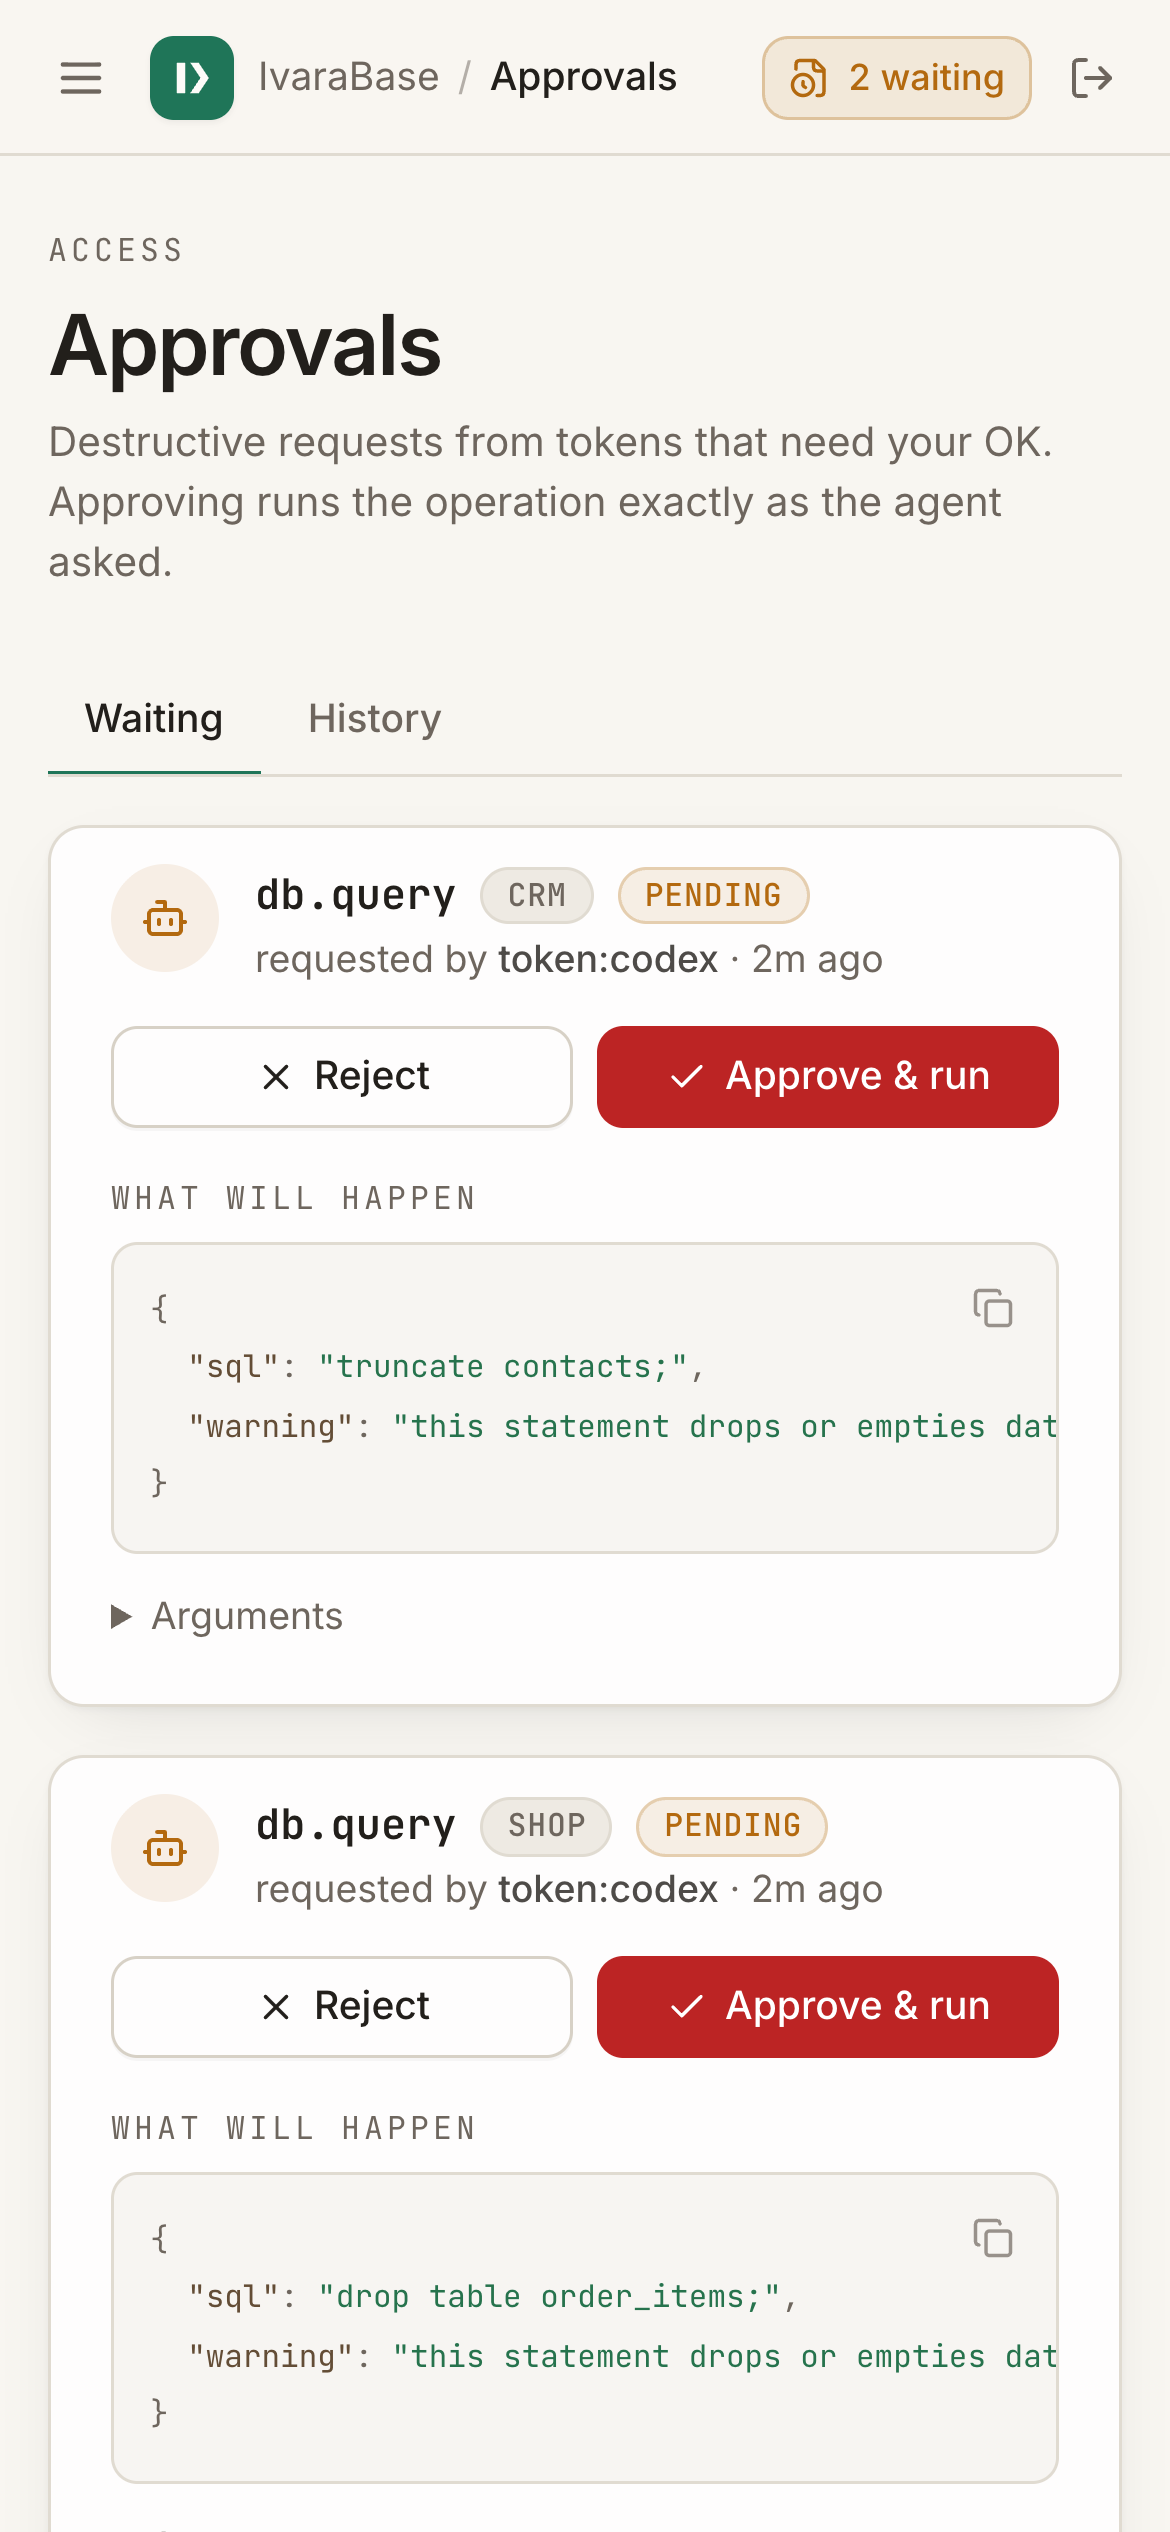 IvaraBase / Approvals
2 waiting
ACCESS
Approvals
Destructive requests from tokens that need your OK.
Approving runs the operation exactly as the agent
asked.
Waiting
History
db.query
CRM
PENDING
requested by token:codex · 2m ago
Reject
Approve & run
WHAT WILL HAPPEN
{
"sql": "truncate contacts;",
"warning": "this statement drops or empties dat
}
Arguments
db.query
SHOP
PENDING
requested by token:codex · 2m ago
Reject
Approve & run
WHAT WILL HAPPEN
{
"sql": "drop table order_items;",
"warning": "this statement drops or empties dat
}